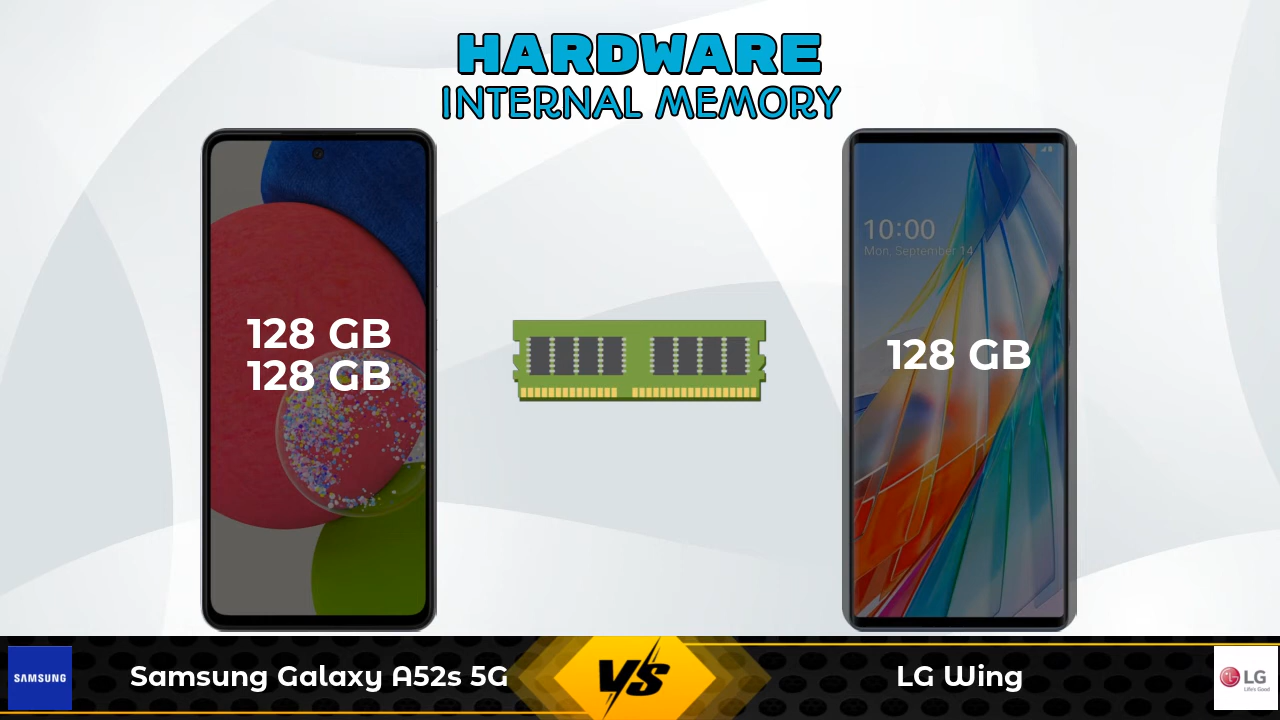 HARDWARE
INTERNAL MEMORY
10:00
Mon, September 14
128 GB
128 GB
128 GB
SAMSUNG
Samsung Galaxy A52s 5G
VS
LG Wing
LG
Life's Good